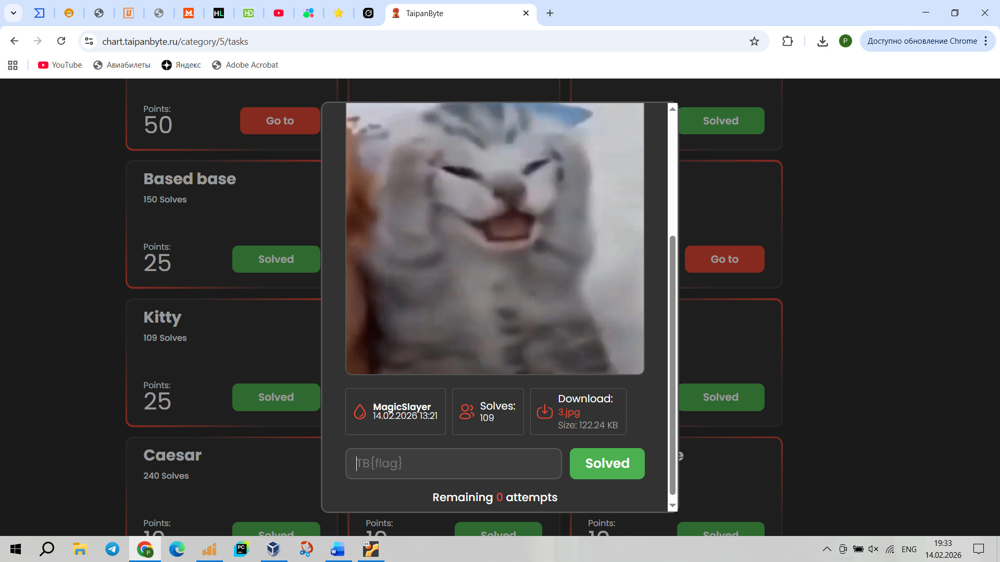 TaipanByte
chart.taipanbyte.ru/category/5/tasks
P
Доступно обновление Chrome
YouTube
Авиабилеты
Яндекс
Adobe Acrobat
Points:
50
Go to
Solved
Based base
150 Solves
Points:
25
Solved
Go to
Kitty
109 Solves
Points:
25
Solved
Solved
MagicSlayer
14.02.2026 13:21
Solves:
109
Download:
3.jpg
Size: 122.24 KB
TB{flag}
Solved
Remaining 0 attempts
Caesar
240 Solves
e
Points:
10
Solved
Points:
10
Solved
Points:
10
Solved
ENG
19:33
14.02.2026